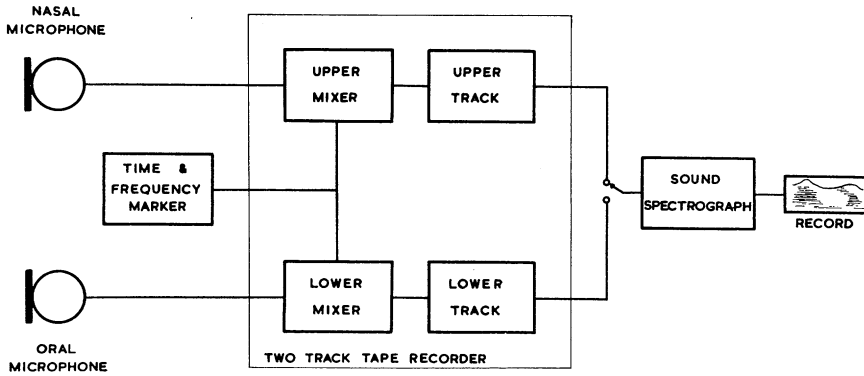 NASAL
MICROPHONE
UPPER
MIXER
UPPER
TRACK
TIME &
FREQUENCY
MARKER
SOUND
SPECTROGRAPH
RECORD
LOWER
MIXER
LOWER
TRACK
ORAL
MICROPHONE
TWO TRACK TAPE RECORDER